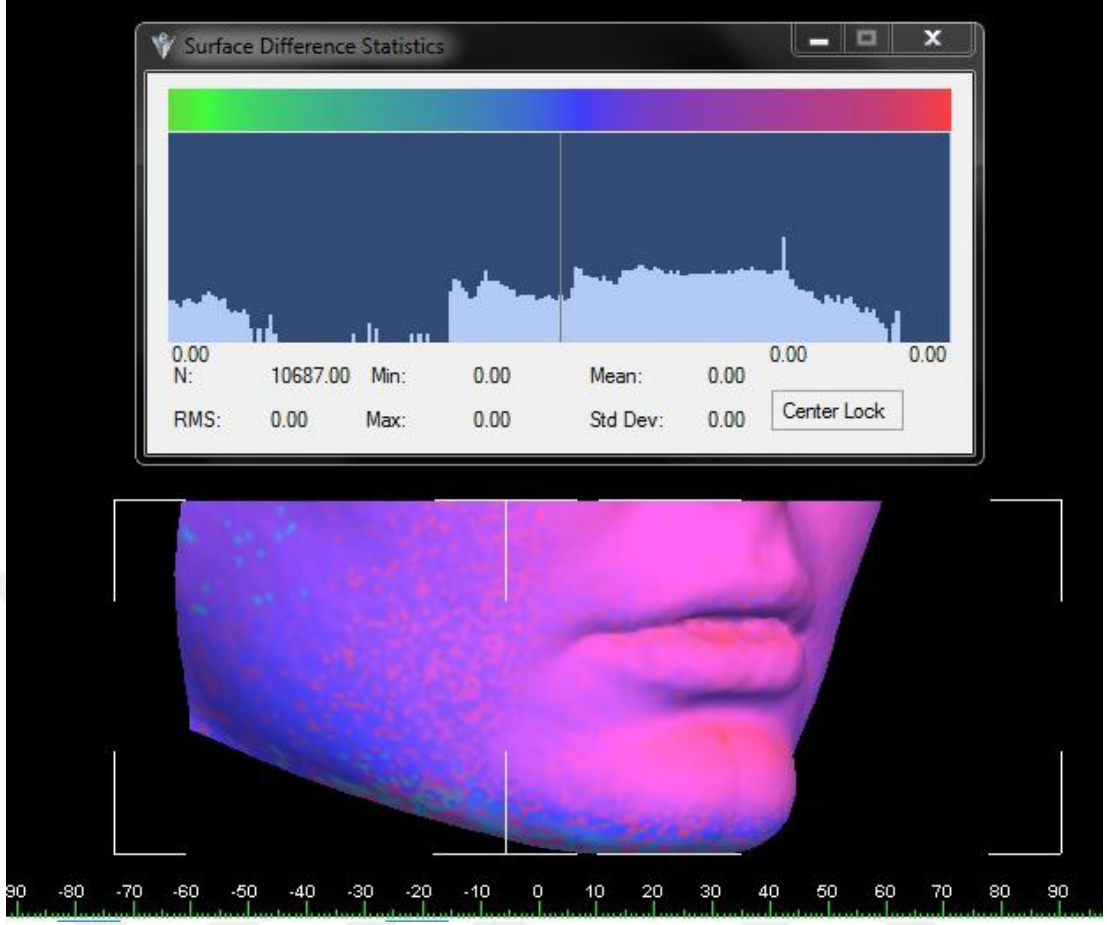 Surface Difference Statistics
0.00 0.00 0.00
N: 10687.00 Min: 0.00 Mean: 0.00
Center Lock
RMS: 0.00 Max: 0.00 Std Dev: 0.00
90 -80 -70 -60 -50 -40 -30 -20 -10 0 10 20 30 40 50 60 70 80 90